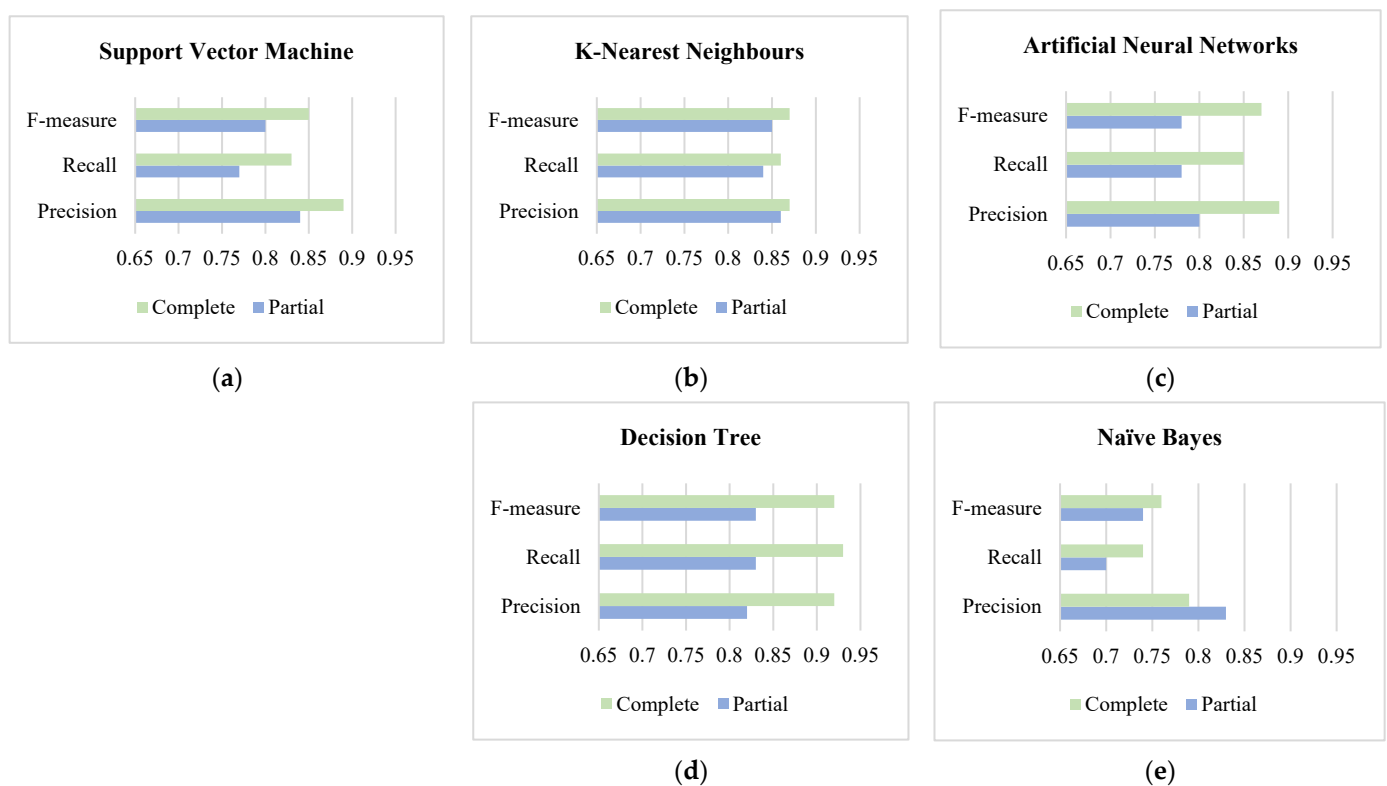 Support Vector Machine
F-measure
Recall
Precision
0.65 0.7 0.75 0.8 0.85 0.9 0.95
Complete Partial
(a)
K-Nearest Neighbours
F-measure
Recall
Precision
0.65 0.7 0.75 0.8 0.85 0.9 0.95
Complete Partial
(b)
Artificial Neural Networks
F-measure
Recall
Precision
0.65 0.7 0.75 0.8 0.85 0.9 0.95
Complete Partial
(c)
Decision Tree
F-measure
Recall
Precision
0.65 0.7 0.75 0.8 0.85 0.9 0.95
Complete Partial
(d)
Naïve Bayes
F-measure
Recall
Precision
0.65 0.7 0.75 0.8 0.85 0.9 0.95
Complete Partial
(e)